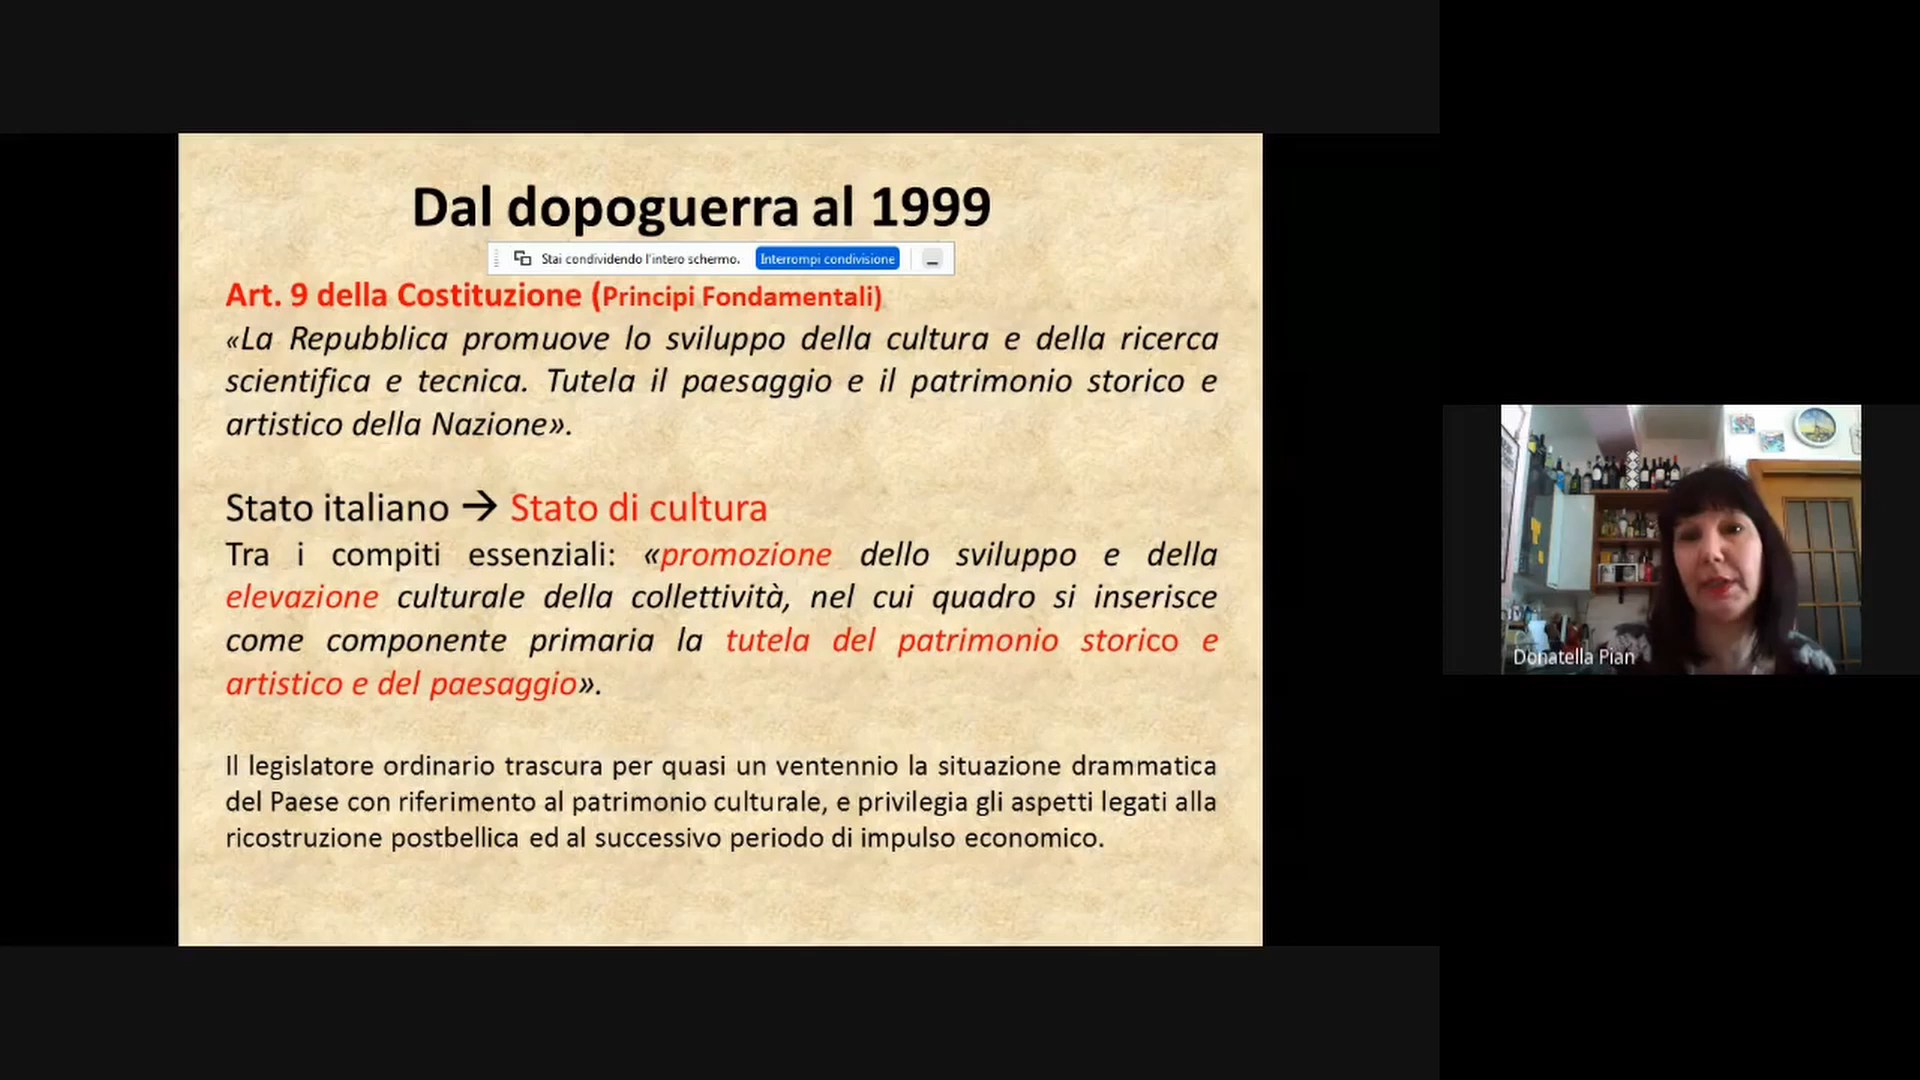 Dal dopoguerra al 1999
Stai condividendo l'intero schermo. Interrompi condivisione
Art. 9 della Costituzione (Principi Fondamentali)
«La Repubblica promuove lo sviluppo della cultura e della ricerca
scientifica e tecnica. Tutela il paesaggio e il patrimonio storico e
artistico della Nazione».
Stato italiano → Stato di cultura
Tra i compiti essenziali: «promozione dello sviluppo e della
elevazione culturale della collettività, nel cui quadro si inserisce
come componente primaria la tutela del patrimonio storico e
artistico e del paesaggio».
Il legislatore ordinario trascura per quasi un ventennio la situazione drammatica
del Paese con riferimento al patrimonio culturale, e privilegia gli aspetti legati alla
ricostruzione postbellica ed al successivo periodo di impulso economico.
Donatella Pian